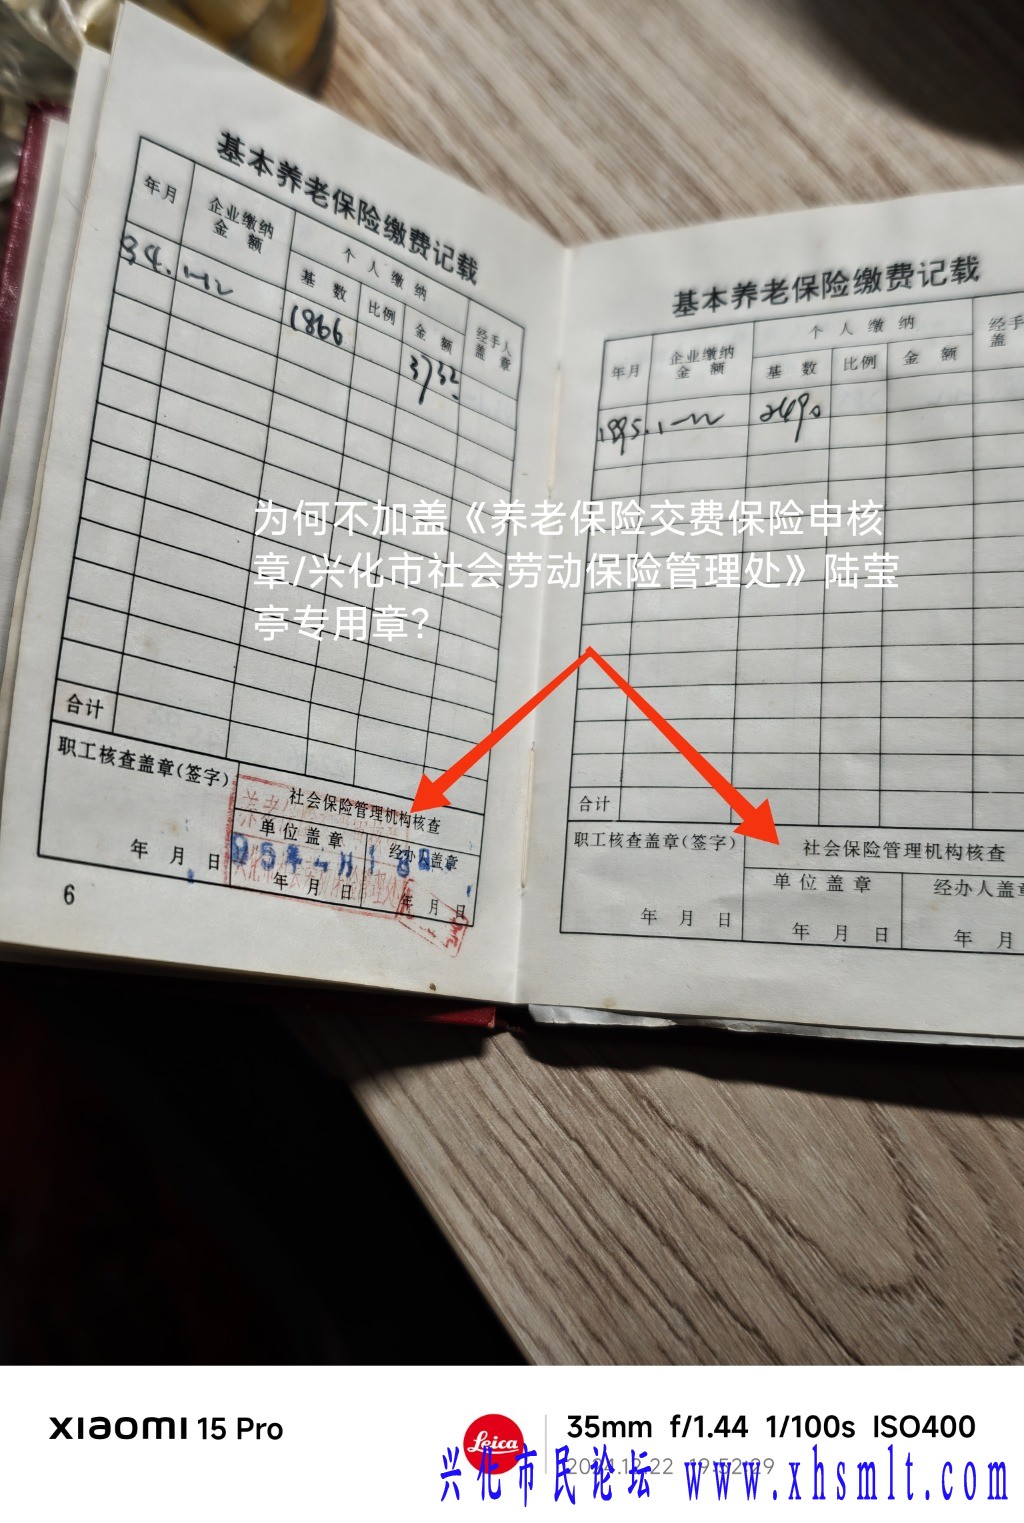 基本养老保险缴费记载
年月
企业缴纳
金 额
个 人 缴 纳
基 数
比例
金 额
经手人
盖 章
94. 1-12
1866
3732
合计
职工核查盖章(签字)
年 月 日
社会保险管理机构核查
单位盖章
经办人盖章
年 月 日
年 月 日
6
基本养老保险缴费记载
年月
企业缴纳
金 额
个 人 缴 纳
基 数
比例
金 额
经手
盖
1995.1-12
2490
合计
职工核查盖章(签字)
年 月 日
社会保险管理机构核查
单位盖章
经办人盖章
年 月 日
年 月
为何不加盖《养老保险交费保险申核
章/兴化市社会劳动保险管理处》陆莹
亭专用章?
XIAOMI 15 Pro
Leica
35mm f/1.44 1/100s ISO400
2024.12.22 19:52:29
兴化市民论坛 www.xhsmlt.com